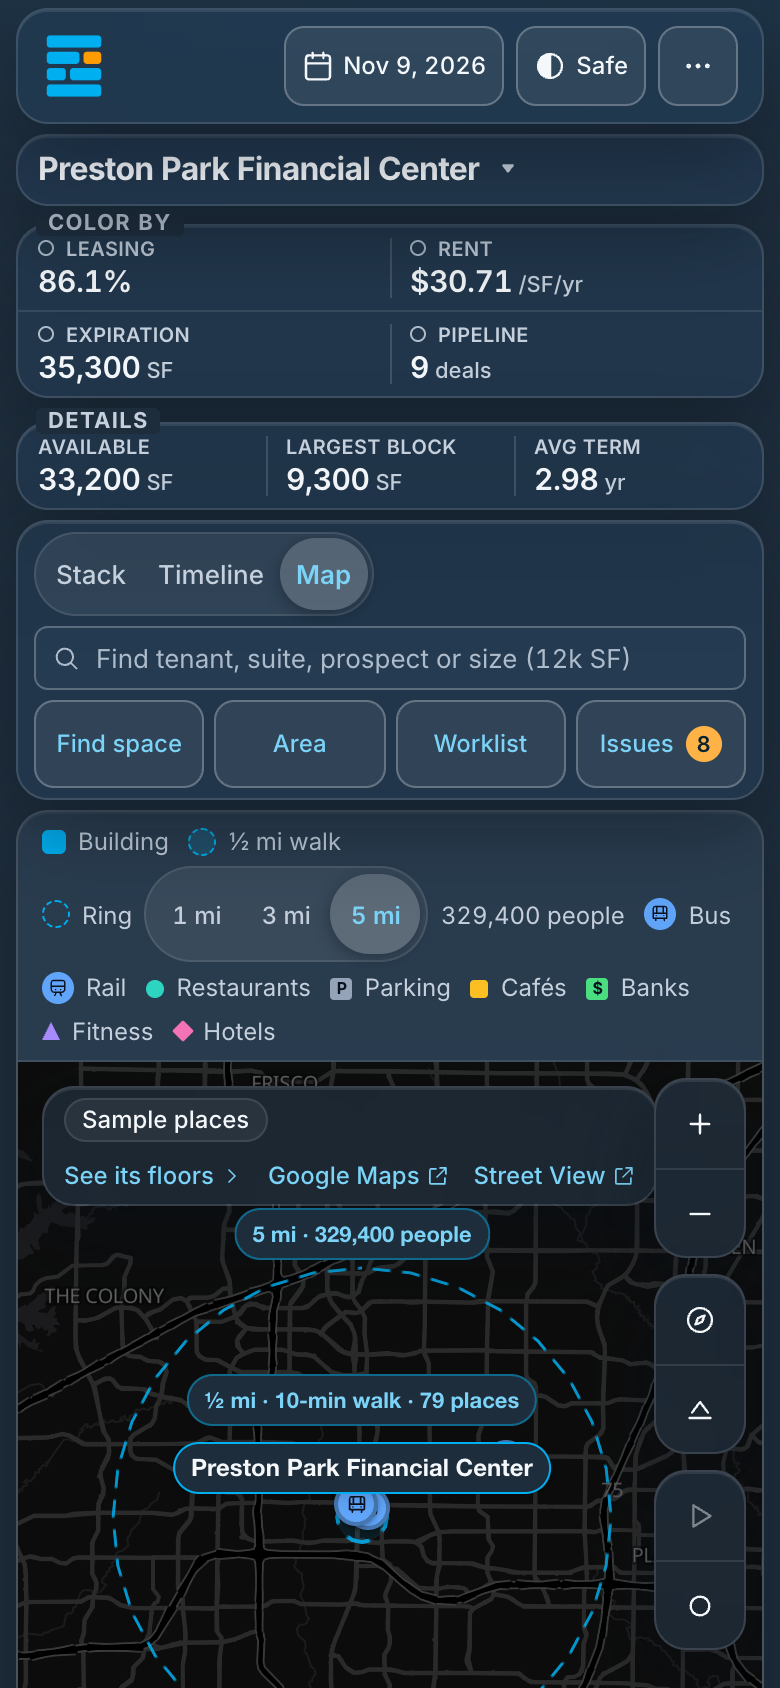 Nov 9, 2026
Safe
Preston Park Financial Center
COLOR BY
LEASING
86.1%
RENT
$30.71 /SF/yr
EXPIRATION
35,300 SF
PIPELINE
9 deals
DETAILS
AVAILABLE
33,200 SF
LARGEST BLOCK
9,300 SF
AVG TERM
2.98 yr
Stack Timeline Map
Find tenant, suite, prospect or size (12k SF)
Find space Area Worklist Issues 8
Building ½ mi walk
Ring 1 mi 3 mi 5 mi 329,400 people Bus
Rail Restaurants P Parking Cafés $ Banks
Fitness Hotels
FRISCO
Sample places
See its floors Google Maps Street View
5 mi · 329,400 people
EN
THE COLONY
½ mi · 10-min walk · 79 places
Preston Park Financial Center
75
PL